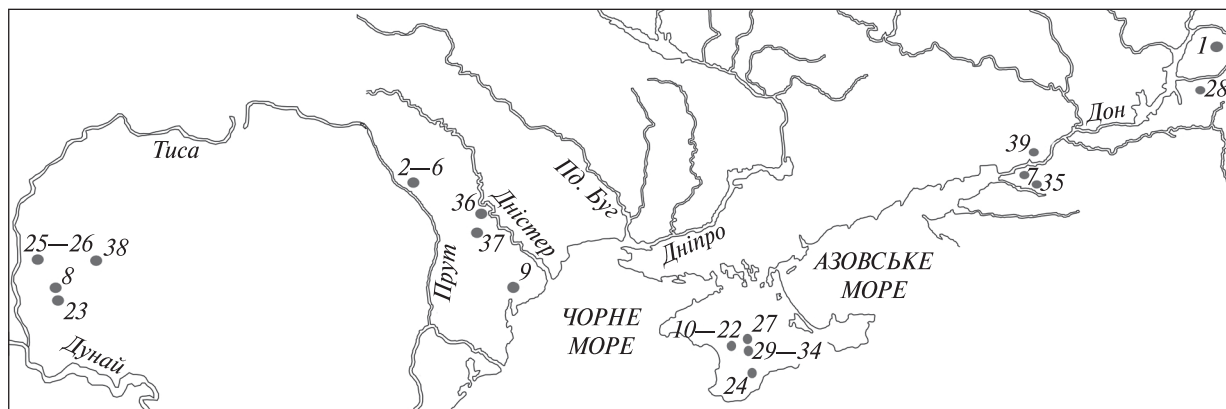 1
28
Дон
Тиса
39
7
35
2—6
Пд. Буг
Дністер
36
37
Дніпро
25—26
38
Прут
9
АЗОВСЬКЕ
МОРЕ
8
23
ЧОРНЕ
МОРЕ
10—22
27
29—34
24
Дунай